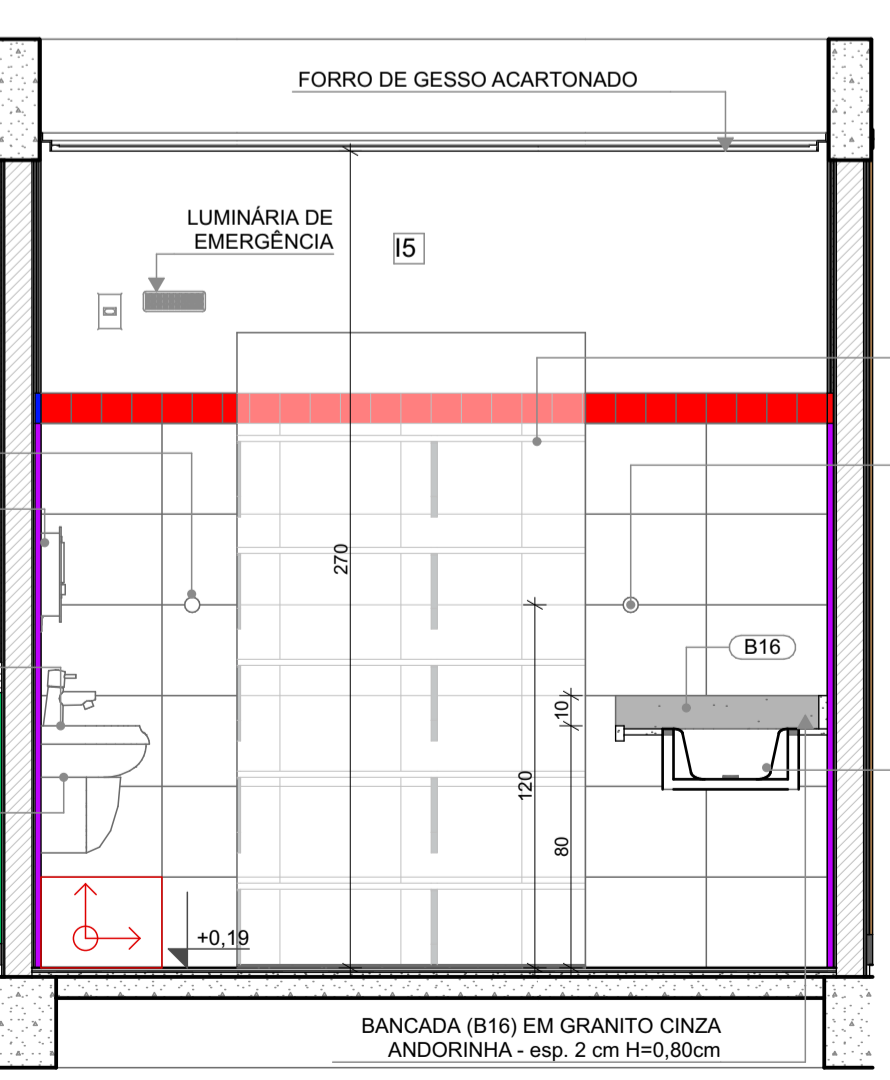 FORRO DE GESSO ACARTONADO
LUMINÁRIA DE
EMERGÊNCIA
I5
270
B16
10
120
80
+0,19
BANCADA (B16) EM GRANITO CINZA
ANDORINHA - esp. 2 cm H=0,80cm